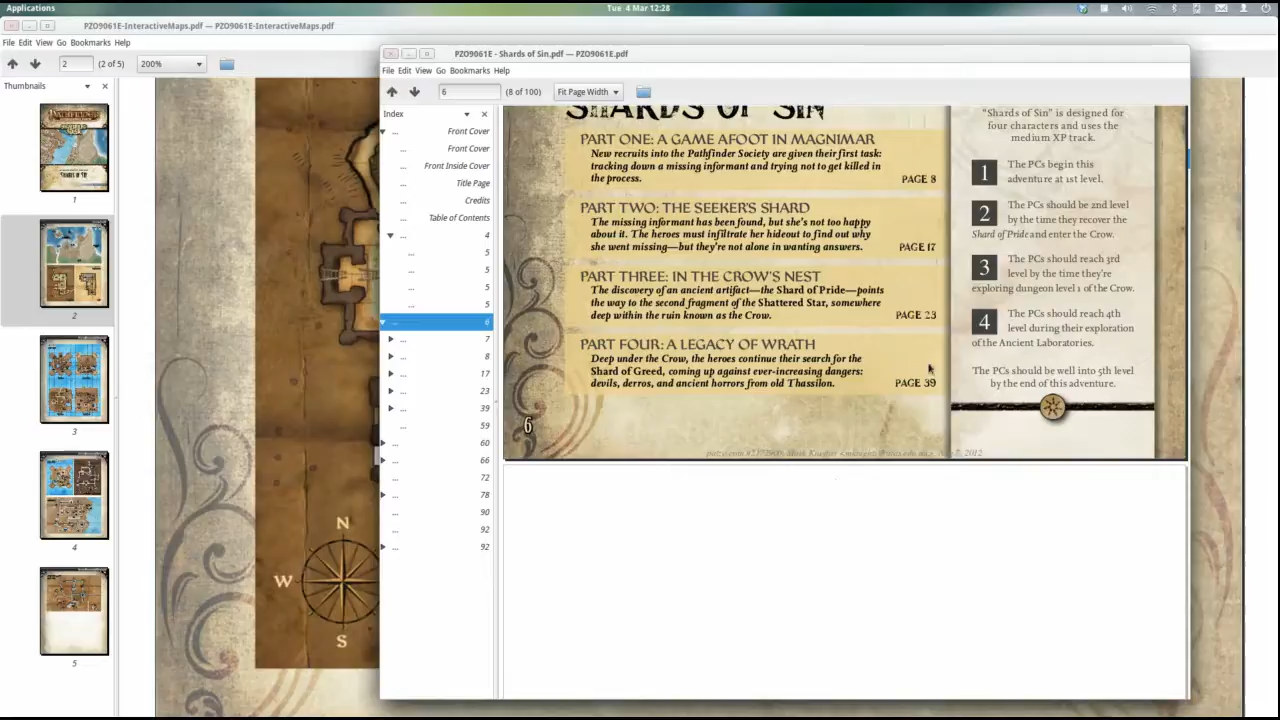 Applications
Tue 4 Mar 12:28
PZO9061E-InteractiveMaps.pdf — PZO9061E-InteractiveMaps.pdf
File Edit View Go Bookmarks Help
2 (2 of 5) 200%
Thumbnails
1
2
3
4
5
N
W
S
PZO9061E - Shards of Sin.pdf — PZO9061E.pdf
File Edit View Go Bookmarks Help
6 (8 of 100) Fit Page Width
Index
... Front Cover
Front Cover
Front Inside Cover
... Title Page
... Credits
Table of Contents
... 4
... 5
... 5
... 5
... 5
... 6
... 7
... 8
... 17
... 23
... 39
... 59
... 60
... 66
... 72
... 78
... 90
... 92
... 92
SHARDS OF SIN
PART ONE: A GAME AFOOT IN MAGNIMAR
New recruits into the Pathfinder Society are given their first task:
tracking down a missing informant and trying not to get killed in
the process. PAGE 8
PART TWO: THE SEEKER'S SHARD
The missing informant has been found, but she's not too happy
about it. The heroes must infiltrate her hideout to find out why
she went missing—but they're not alone in wanting answers. PAGE 17
PART THREE: IN THE CROW'S NEST
The discovery of an ancient artifact—the Shard of Pride—points
the way to the second fragment of the Shattered Star, somewhere
deep within the ruin known as the Crow. PAGE 23
PART FOUR: A LEGACY OF WRATH
Deep under the Crow, the heroes continue their search for the
Shard of Greed, coming up against ever-increasing dangers:
devils, derros, and ancient horrors from old Thassilon. PAGE 39
6
"Shards of Sin" is designed for
four characters and uses the
medium XP track.
1 The PCs begin this
adventure at 1st level.
2 The PCs should be 2nd level
by the time they recover the
Shard of Pride and enter the Crow.
3 The PCs should reach 3rd
level by the time they're
exploring dungeon level 1 of the Crow.
4 The PCs should reach 4th
level during their exploration
of the Ancient Laboratories.
The PCs should be well into 5th level
by the end of this adventure.